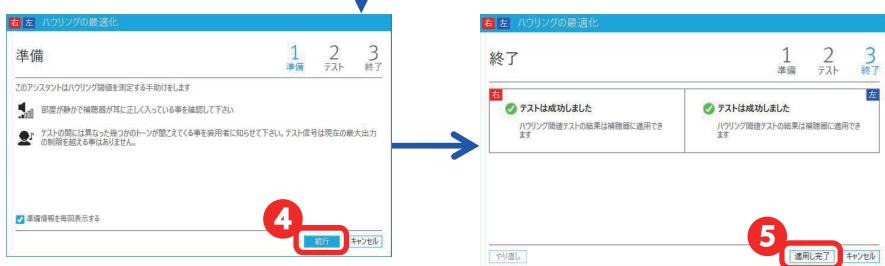 右 左 ハウリングの最適化
準備
1 準備
2 テスト
3 終了
このアシスタントはハウリング閾値を測定する手助けをします
部屋が静かで補聴器が耳に正しく入っている事を確認して下さい
テストの間には異なった幾つかのトーンが聞こえてくる事を装用者に知らせて下さい。テスト信号は現在の最大出力
の制限を越える事はありません。
準備情報を毎回表示する
4
続行 キャンセル
右 左 ハウリングの最適化
終了
1 準備
2 テスト
3 終了
右
テストは成功しました
ハウリング閾値テストの結果は補聴器に適用でき
ます
左
テストは成功しました
ハウリング閾値テストの結果は補聴器に適用でき
ます
5
やり直し 適用し完了 キャンセル